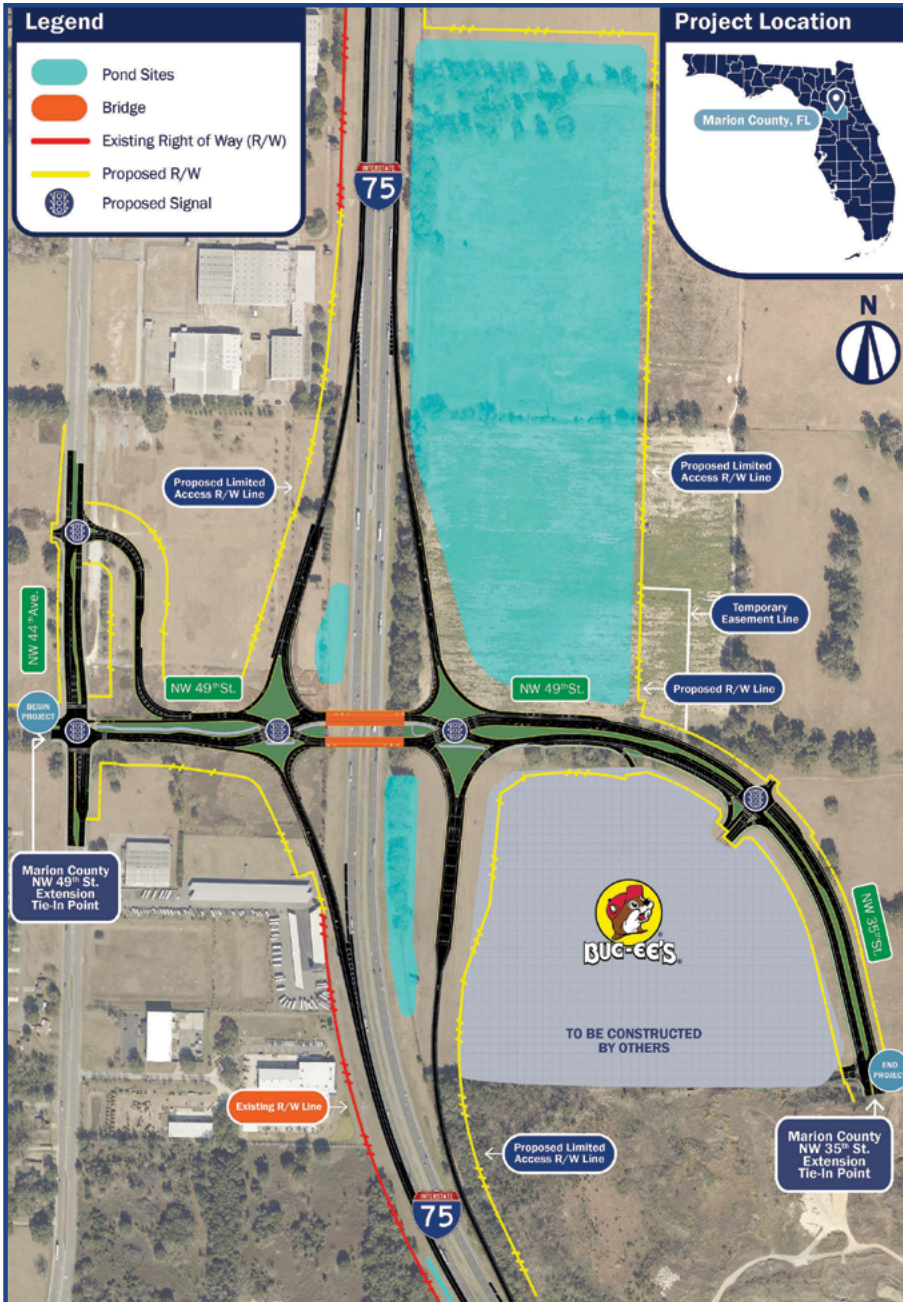 Legend
Pond Sites
Bridge
Existing Right of Way (R/W)
Proposed R/W
Proposed Signal
Project Location
Marion County, FL
N
INTERSTATE
75
Proposed Limited
Access R/W Line
Proposed Limited
Access R/W Line
Temporary
Easement Line
Proposed R/W Line
NW 44th Ave.
NW 49th St.
NW 49th St.
BEGIN
PROJECT
Marion County
NW 49th St.
Extension
Tie-In Point
BUC-EE'S
TO BE CONSTRUCTED
BY OTHERS
NW 35th St.
END
PROJECT
Existing R/W Line
Proposed Limited
Access R/W Line
Marion County
NW 35th St.
Extension
Tie-In Point
INTERSTATE
75